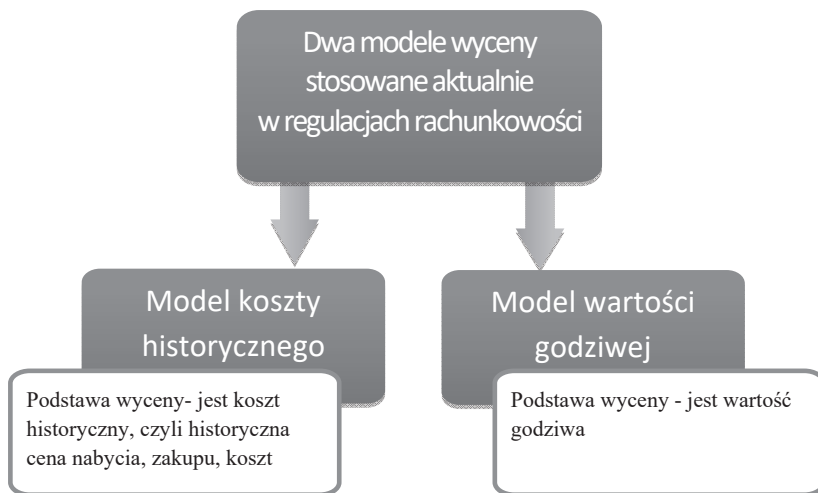 Dwa modele wyceny
stosowane aktualnie
w regulacjach rachunkowości
Model koszty
historycznego
Podstawa wyceny- jest koszt
historyczny, czyli historyczna
cena nabycia, zakupu, koszt
Model wartości
godziwej
Podstawa wyceny - jest wartość
godziwa